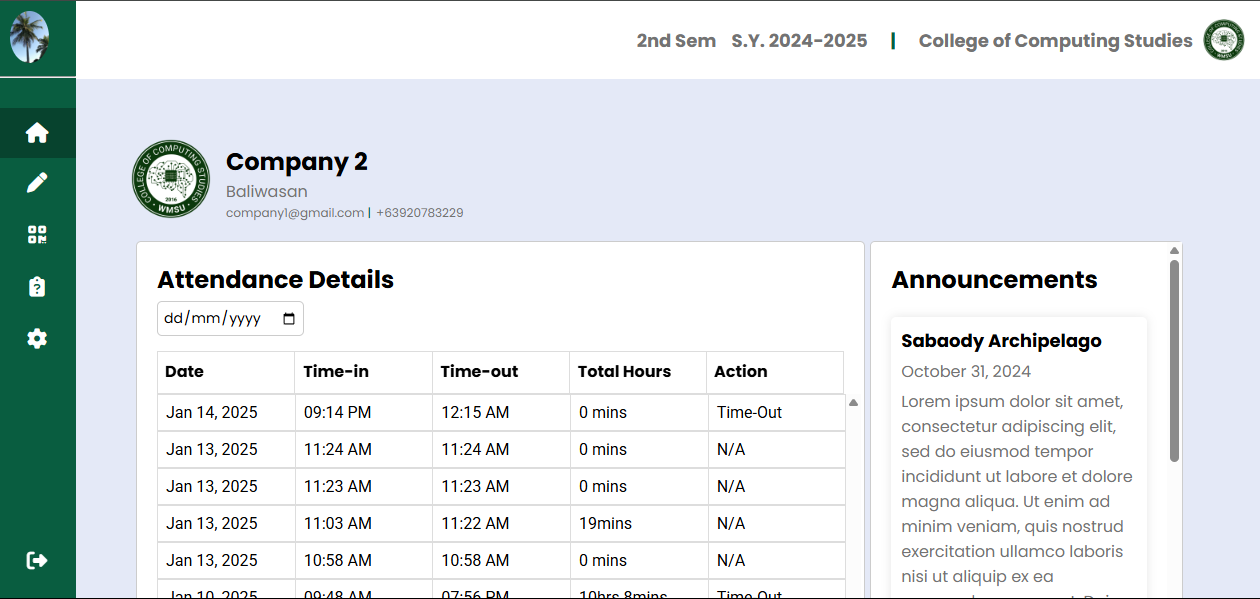 2nd Sem S.Y. 2024-2025 | College of Computing Studies
COLLEGE OF COMPUTING STUDIES
2016
WMSU
Company 2
Baliwasan
company1@gmail.com | +63920783229
Attendance Details
dd/mm/yyyy
Date Time-in Time-out Total Hours Action
Jan 14, 2025 09:14 PM 12:15 AM 0 mins Time-Out
Jan 13, 2025 11:24 AM 11:24 AM 0 mins N/A
Jan 13, 2025 11:23 AM 11:23 AM 0 mins N/A
Jan 13, 2025 11:03 AM 11:22 AM 19mins N/A
Jan 13, 2025 10:58 AM 10:58 AM 0 mins N/A
Jan 10, 2025 09:48 AM 07:56 PM 10hrs 8mins Time-Out
Announcements
Sabaody Archipelago
October 31, 2024
Lorem ipsum dolor sit amet,
consectetur adipiscing elit,
sed do eiusmod tempor
incididunt ut labore et dolore
magna aliqua. Ut enim ad
minim veniam, quis nostrud
exercitation ullamco laboris
nisi ut aliquip ex ea